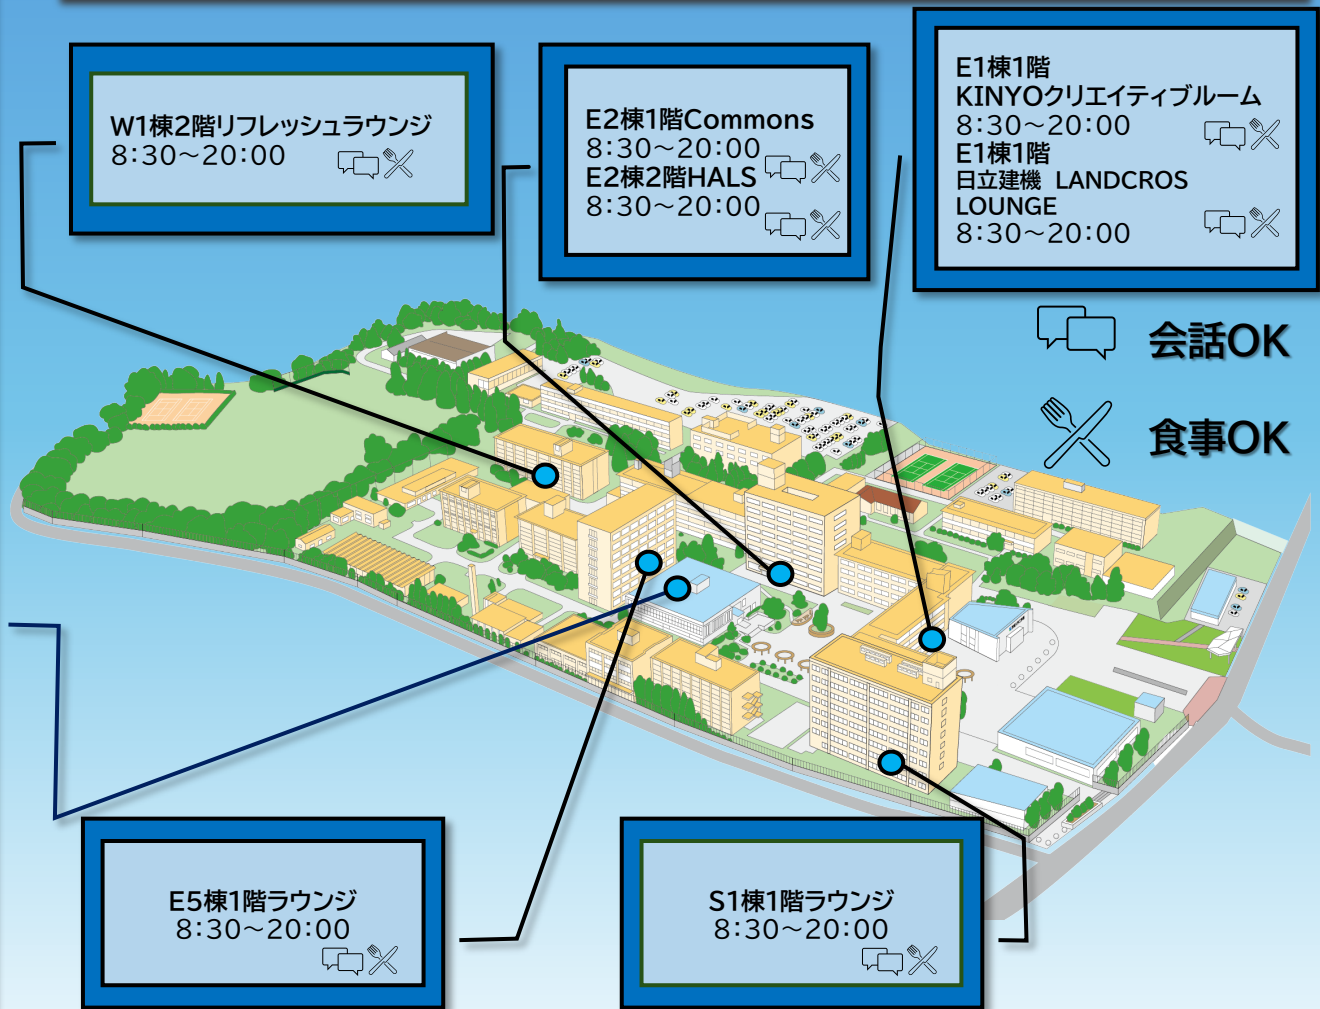 W1棟2階リフレッシュラウンジ
8:30～20:00
E2棟1階Commons
8:30～20:00
E2棟2階HALS
8:30～20:00
E1棟1階
KINYOクリエイティブルーム
8:30～20:00
E1棟1階
日立建機 LANDCROS
LOUNGE
8:30～20:00
会話OK
食事OK
E5棟1階ラウンジ
8:30～20:00
S1棟1階ラウンジ
8:30～20:00